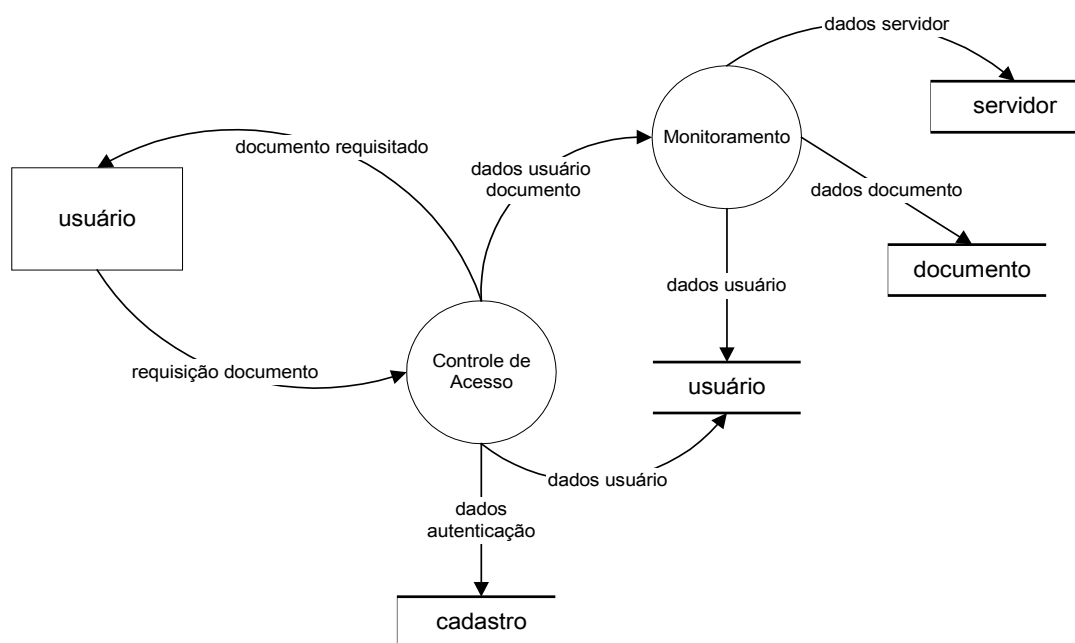 dados servidor
servidor
documento requisitado
Monitoramento
dados usuário
documento
dados documento
usuário
documento
dados usuário
Controle de
Acesso
requisição documento
usuário
dados usuário
dados
autenticação
cadastro